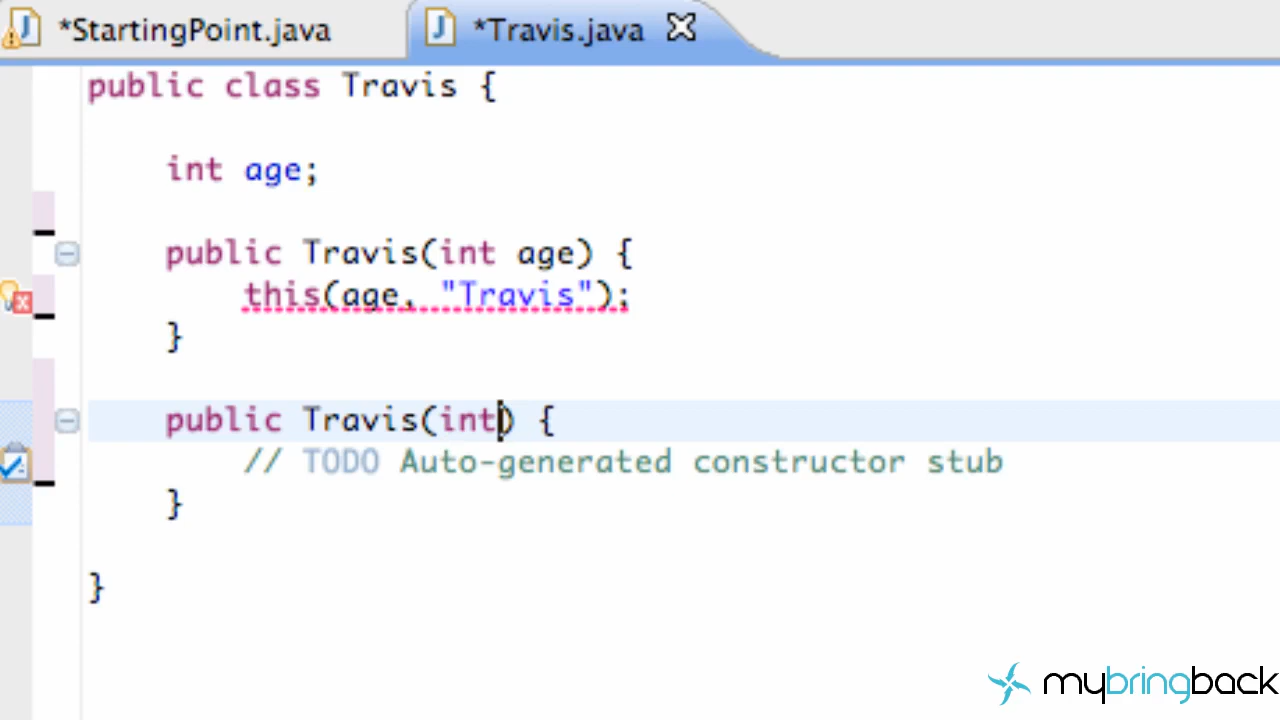 *StartingPoint.java
*Travis.java
public class Travis {
int age;
public Travis(int age) {
this(age, "Travis");
}
public Travis(int) {
// TODO Auto-generated constructor stub
}
}
mybringback